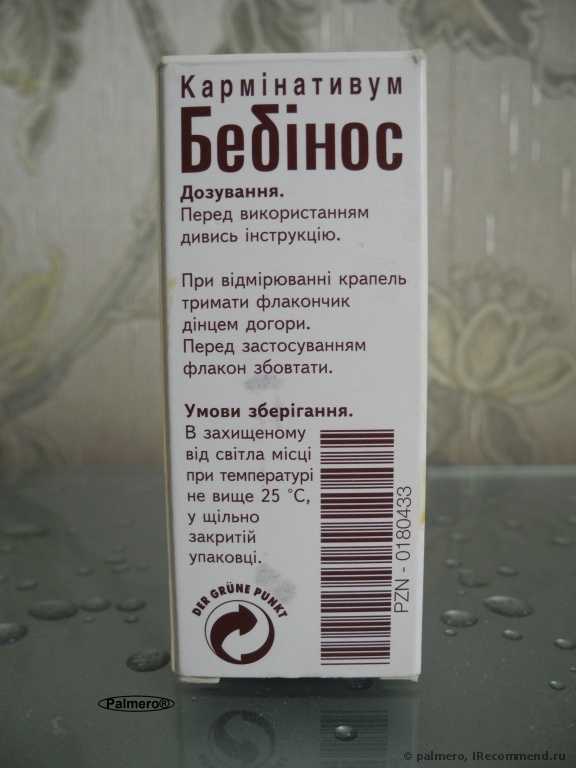 Кармінативум
Бебінос
Дозування.
Перед використанням
дивись інструкцію.
При відмірюванні крапель
тримати флакончик
дінцем догори.
Перед застосуванням
флакон збовтати.
Умови зберігання.
В захищеному
від світла місці
при температурі
не вище 25 °C,
у щільно
закритій
упаковці.
PZN - 0180433
DER GRÜNE PUNKT
Palmero®
© palmero, IRecommend.ru